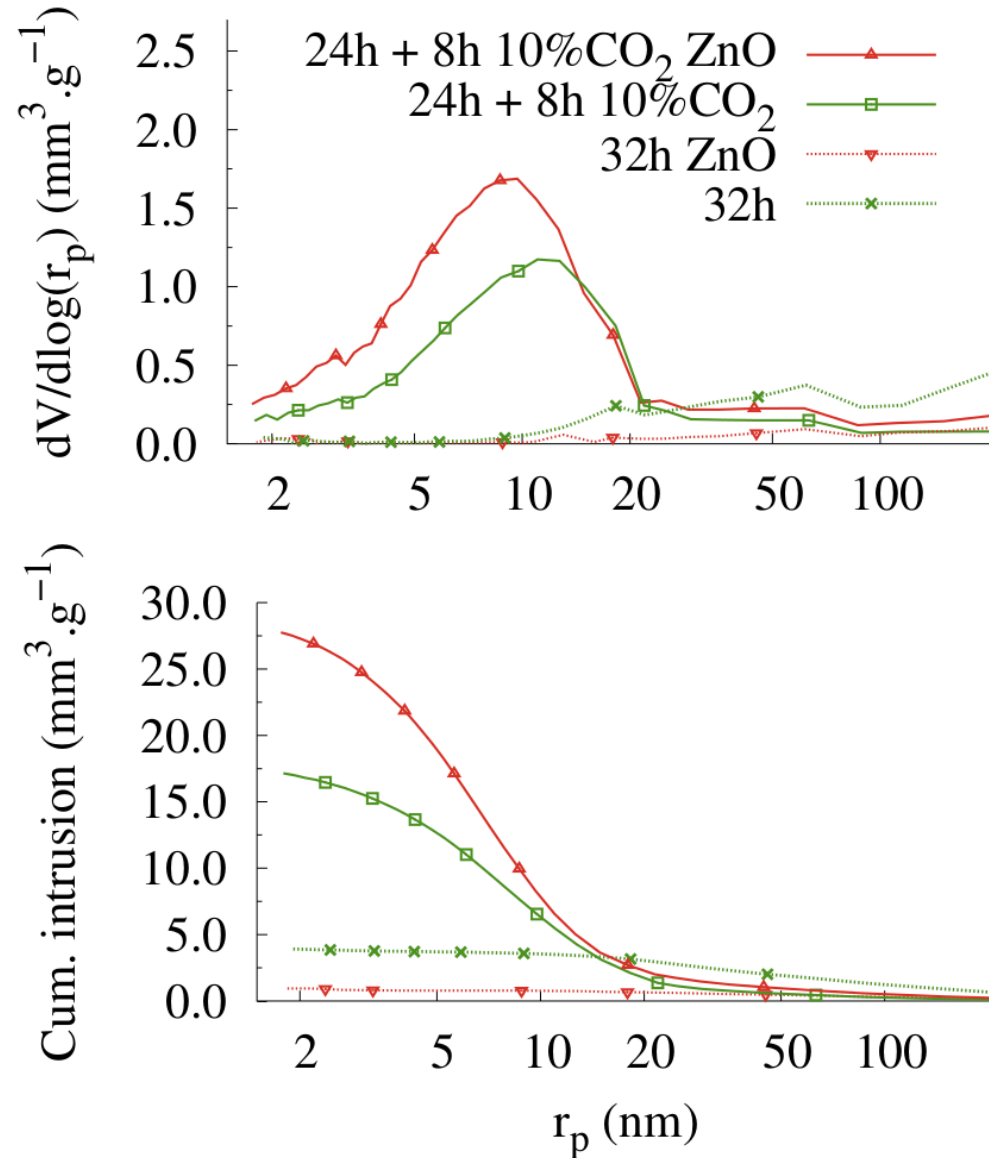 dV/dlog(rₚ) (mm³.g⁻¹)
2.5
2.0
1.5
1.0
0.5
0.0
24h + 8h 10%CO₂ ZnO
24h + 8h 10%CO₂
32h ZnO
32h
2 5 10 20 50 100
Cum. intrusion (mm³.g⁻¹)
30.0
25.0
20.0
15.0
10.0
5.0
0.0
2 5 10 20 50 100
rₚ (nm)